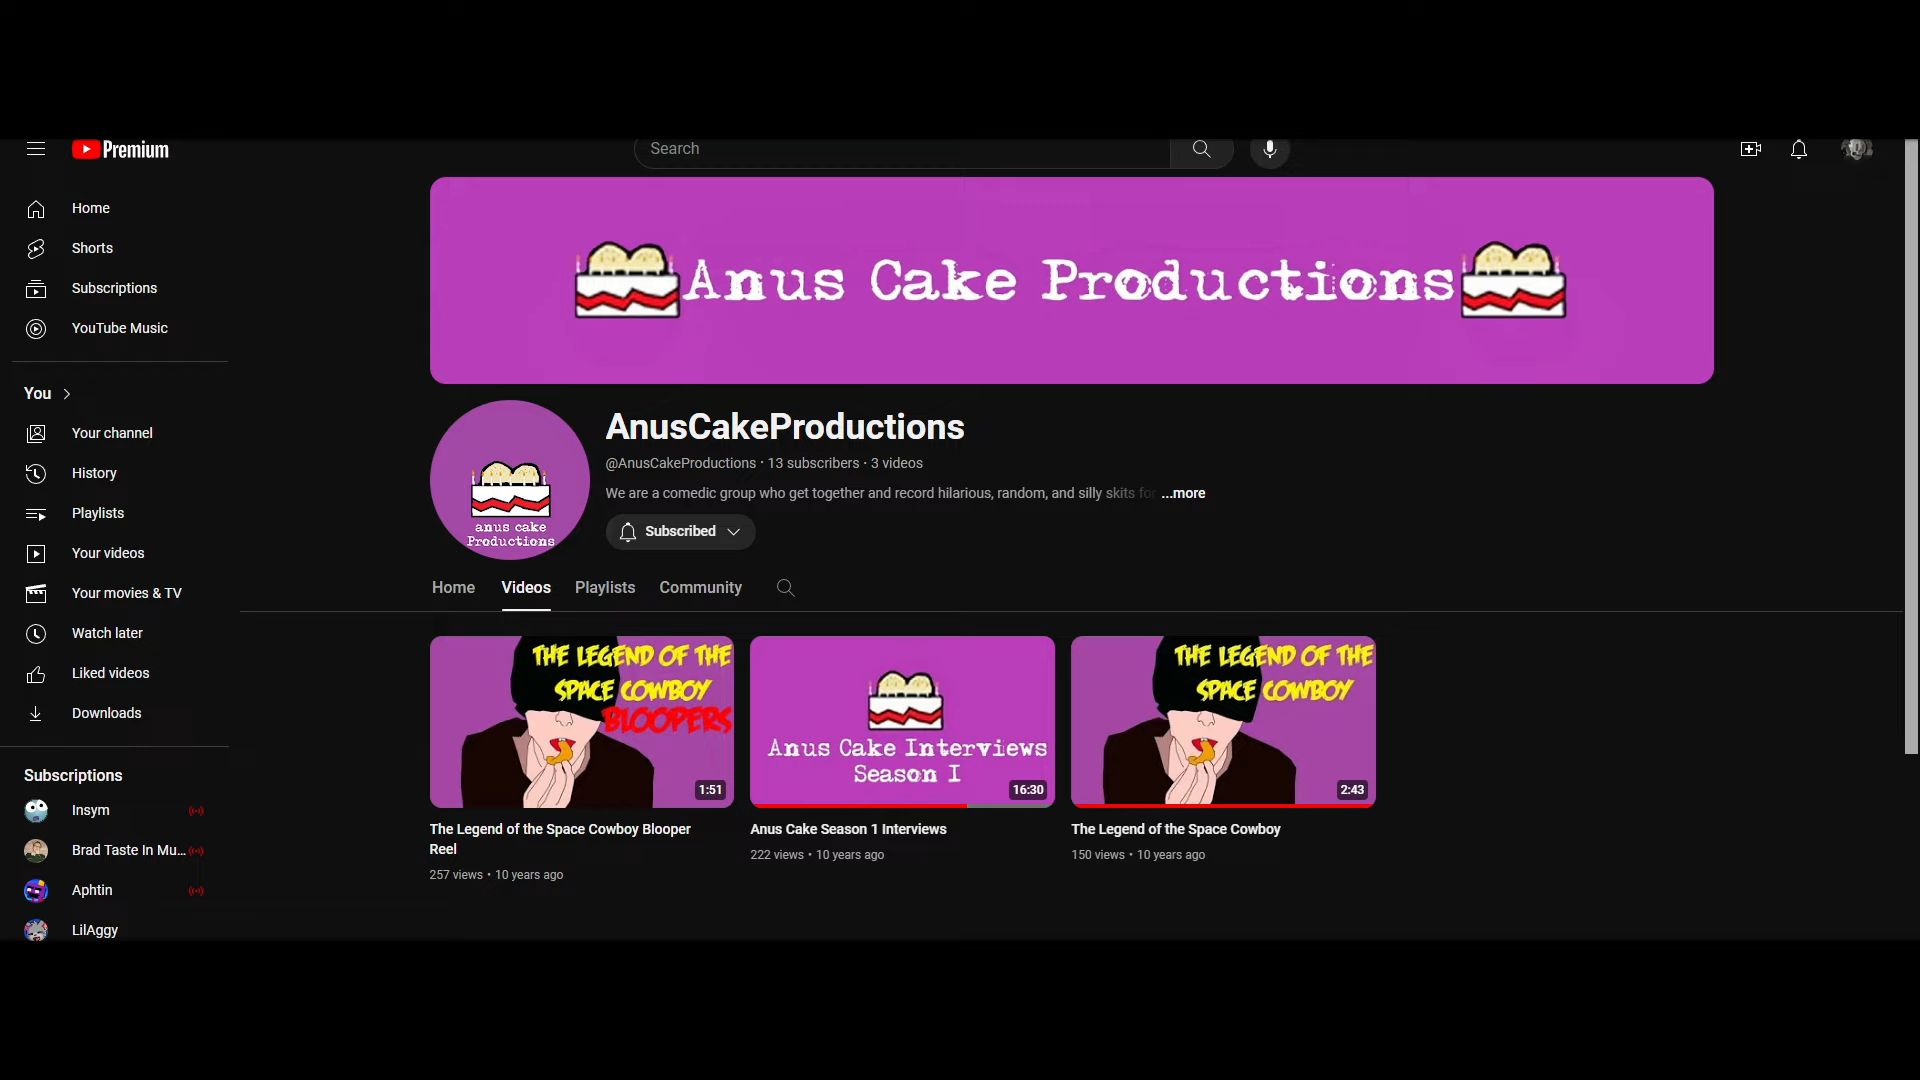 Premium
Search
Home
Shorts
Subscriptions
YouTube Music
You
Your channel
History
Playlists
Your videos
Your movies & TV
Watch later
Liked videos
Downloads
Subscriptions
Insym
Brad Taste In Mu...
Aphtin
LilAggy
Anus Cake Productions
anus cake
Productions
AnusCakeProductions
@AnusCakeProductions · 13 subscribers · 3 videos
We are a comedic group who get together and record hilarious, random, and silly skits for ...more
Subscribed
Home Videos Playlists Community
THE LEGEND OF THE
SPACE COWBOY
BLOOPERS
1:51
The Legend of the Space Cowboy Blooper
Reel
257 views • 10 years ago
Anus Cake Interviews
Season I
16:30
Anus Cake Season 1 Interviews
222 views • 10 years ago
THE LEGEND OF THE
SPACE COWBOY
2:43
The Legend of the Space Cowboy
150 views • 10 years ago